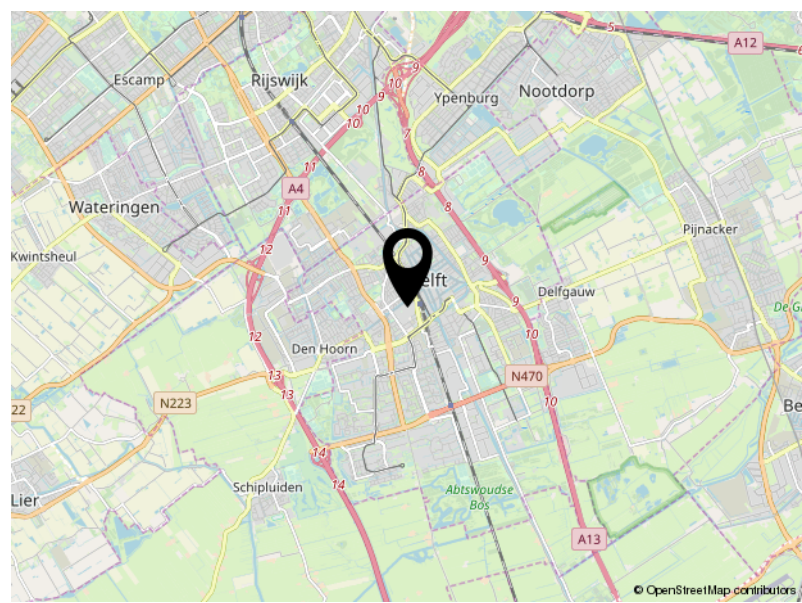 5
A12
6
Escamp
Rijswijk
9
10
9
Nootdorp
Ypenburg
10
10
7
11
8
A4
11
8
Wateringen
Pijnacker
12
Kwintsheul
9
elft
Delfgauw
9
De G
12
10
Den Hoorn
13
N470
13
10
22
N223
Be
14
Schipluiden
14
Abtswoudse
Bos
Lier
A13
© OpenStreetMap contributors